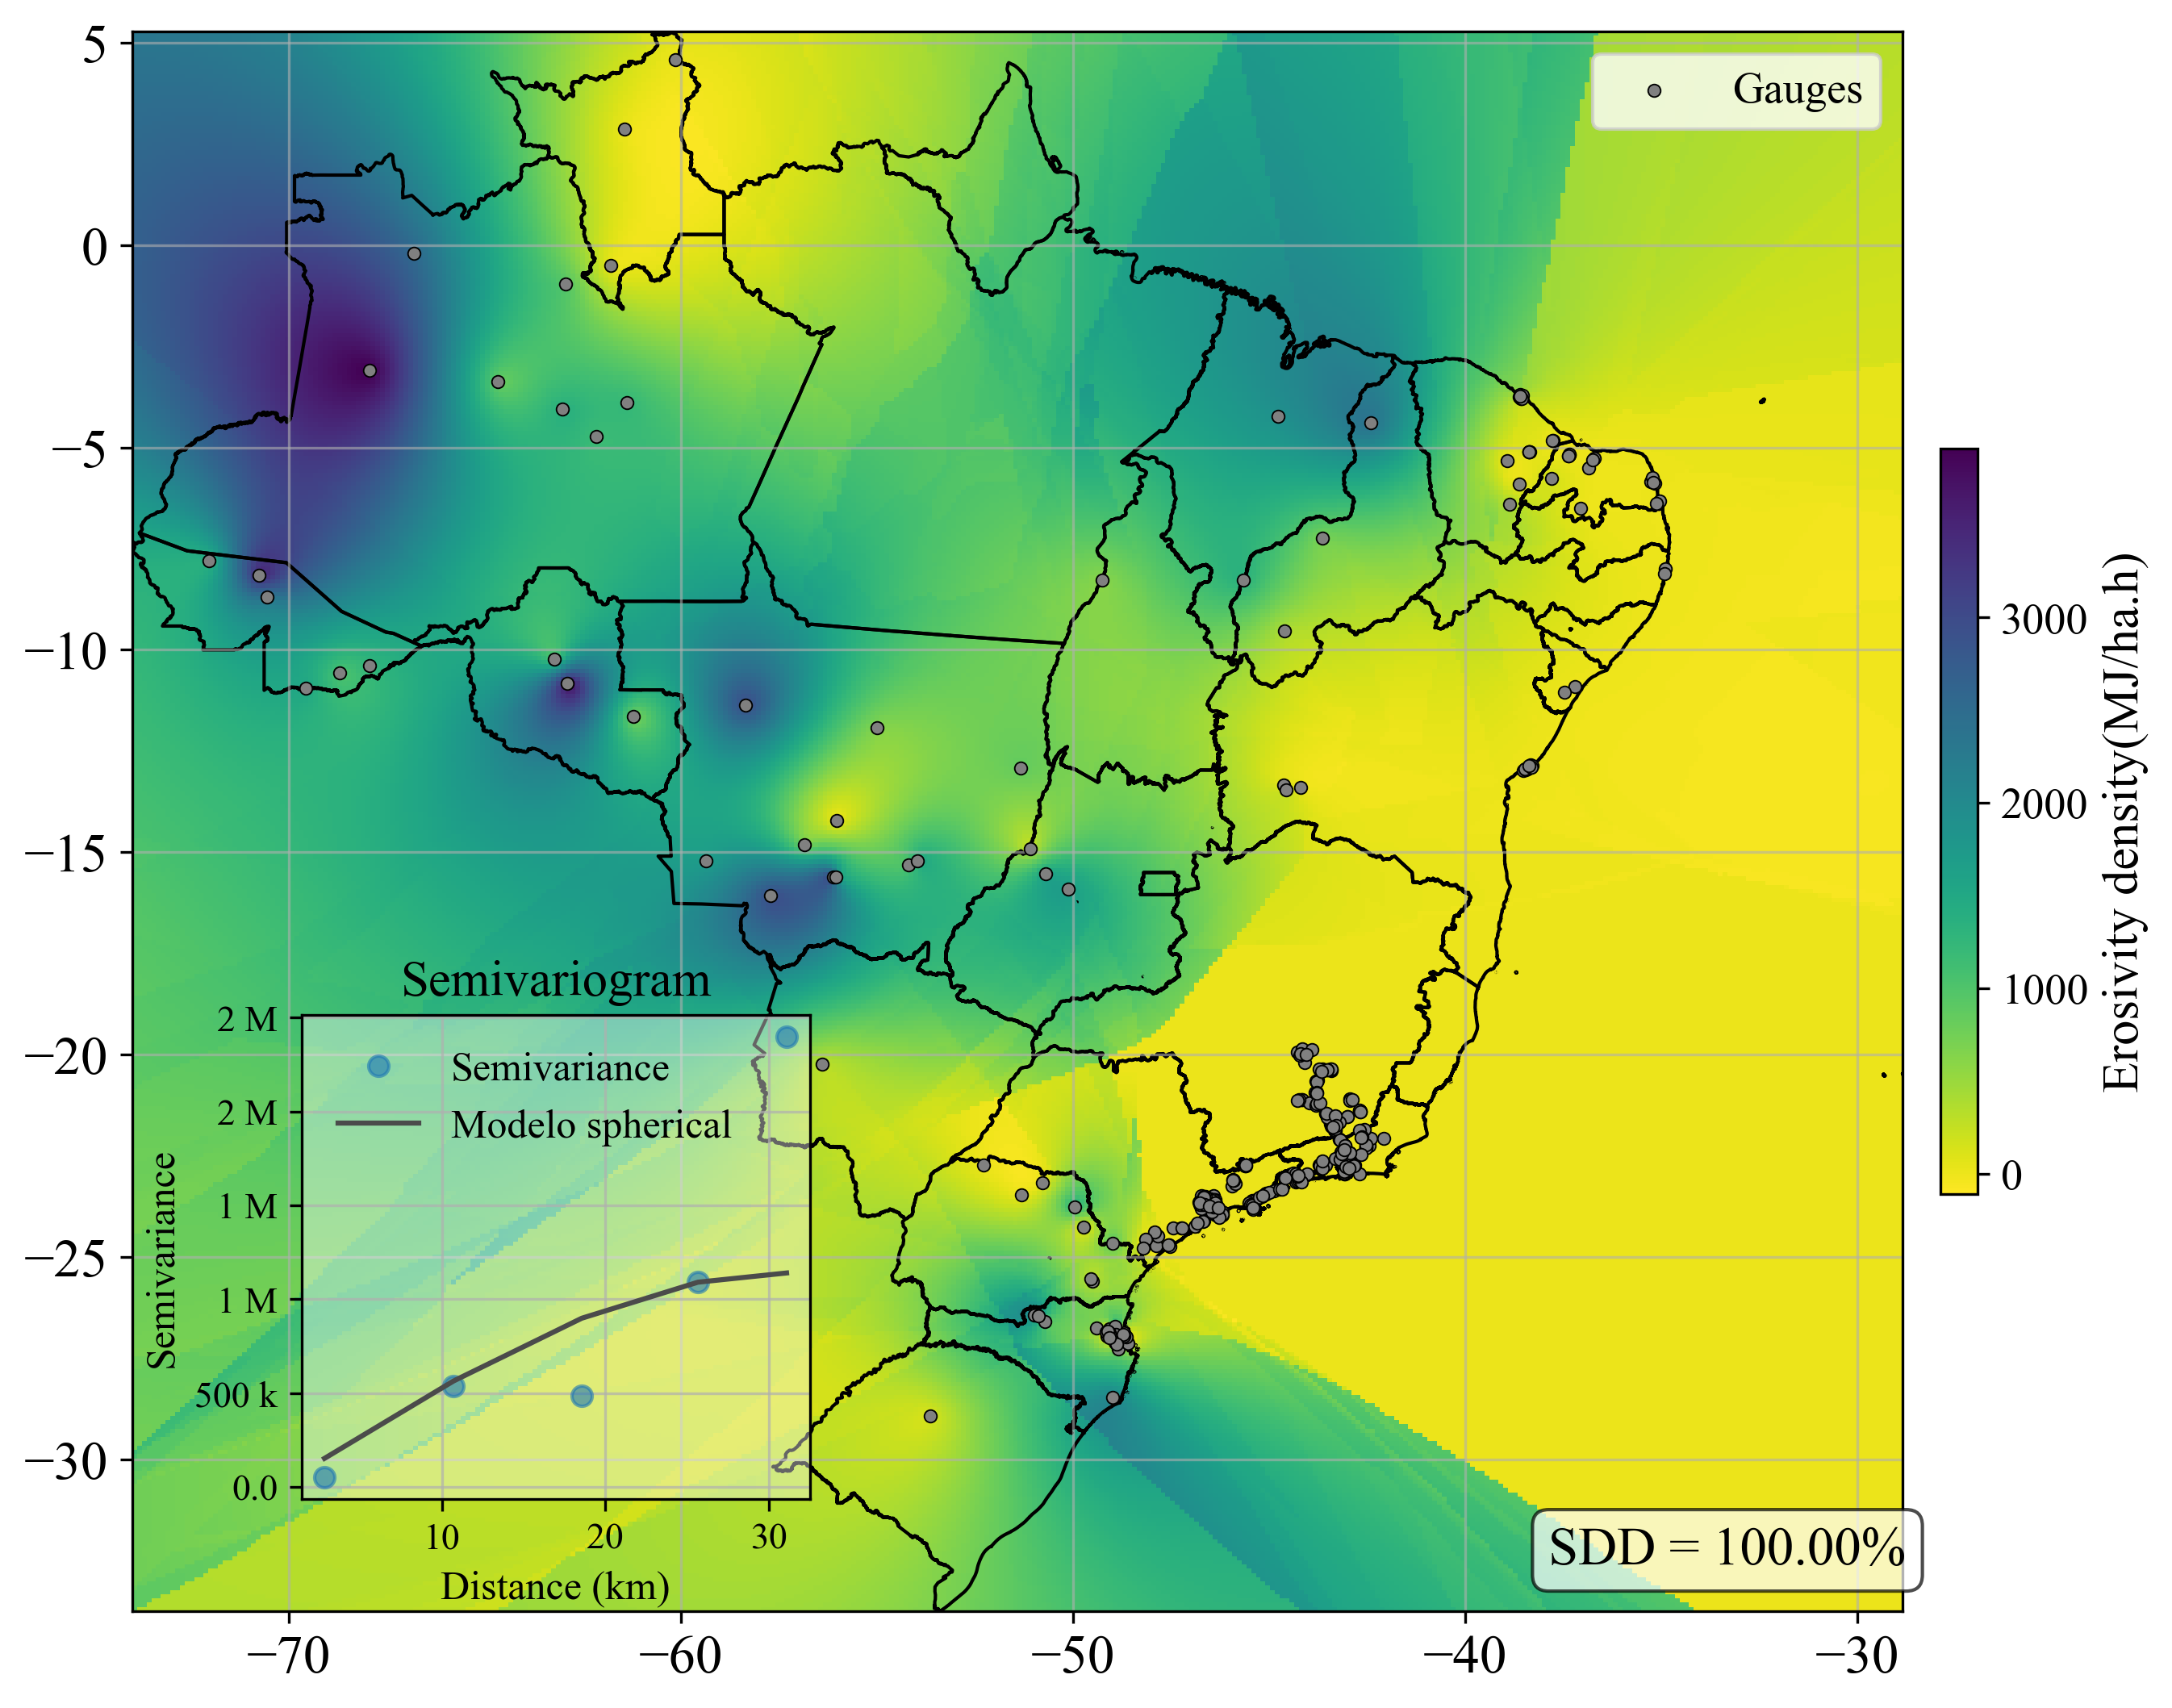 5
0
−5
−10
−15
−20
−25
−30
−70
−60
−50
−40
−30
Gauges
Semivariogram
2 M
2 M
1 M
1 M
500 k
0.0
Semivariance
Semivariance
Modelo spherical
10
20
30
Distance (km)
SDD = 100.00%
3000
2000
1000
0
Erosivity density(MJ/ha.h)